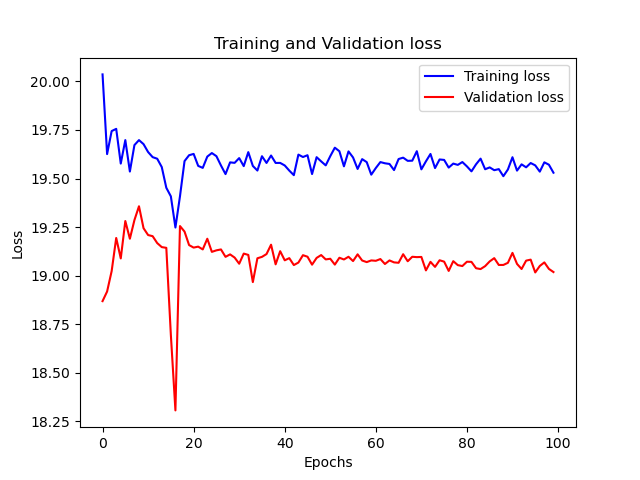 Training and Validation loss
Training loss
Validation loss
20.00
19.75
19.50
19.25
19.00
18.75
18.50
18.25
Loss
0 20 40 60 80 100
Epochs